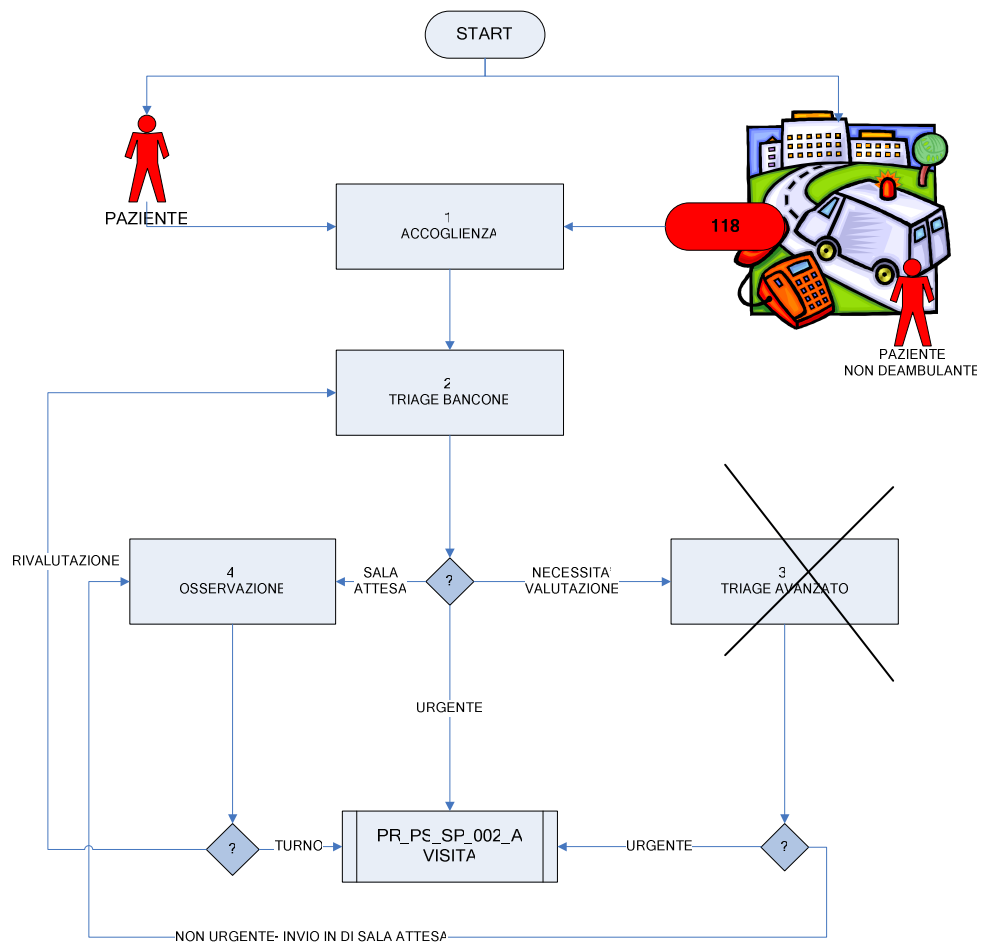 START
PAZIENTE
1
ACCOGLIENZA
118
PAZIENTE
NON DEAMBULANTE
2
TRIAGE BANCONE
RIVALUTAZIONE
4
OSSERVAZIONE
SALA
ATTESA
?
NECESSITA'
VALUTAZIONE
3
TRIAGE AVANZATO
URGENTE
?
TURNO
PR_PS_SP_002_A
VISITA
URGENTE
?
NON URGENTE- INVIO IN DI SALA ATTESA